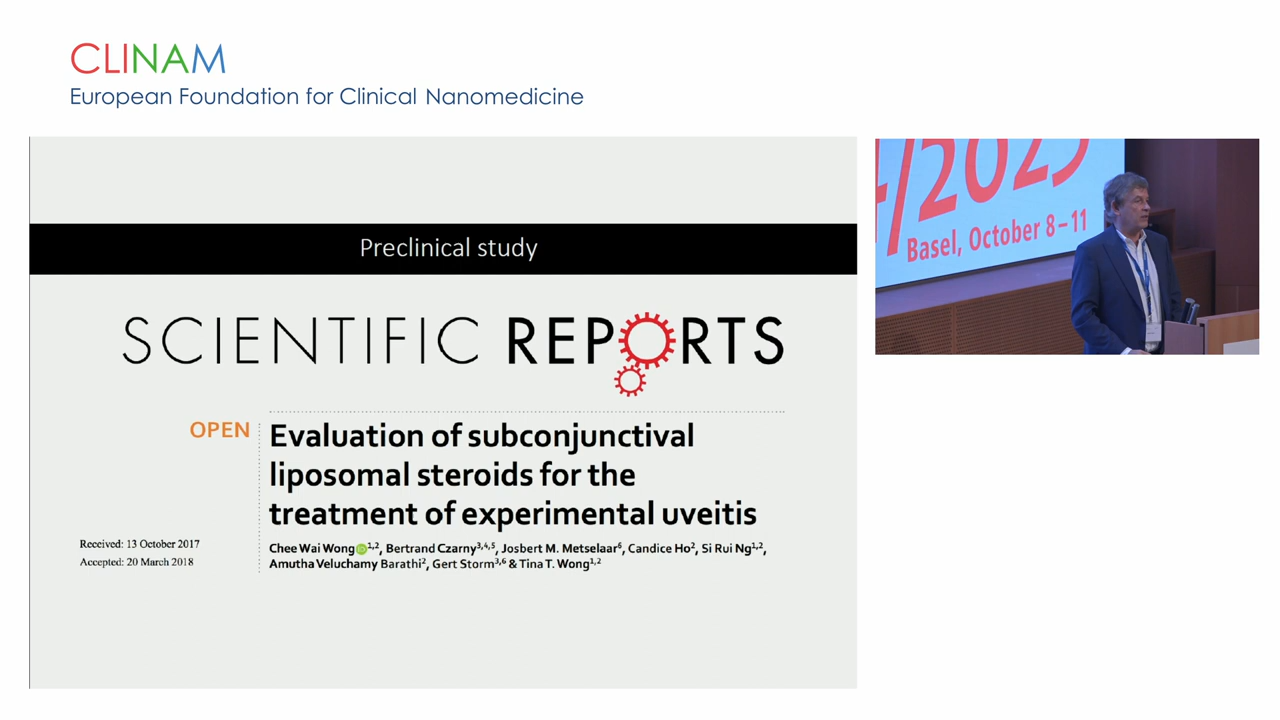 CLINAM
European Foundation for Clinical Nanomedicine
Preclinical study
SCIENTIFIC REPORTS
OPEN
Evaluation of subconjunctival
liposomal steroids for the
treatment of experimental uveitis
Received: 13 October 2017
Accepted: 20 March 2018
Chee Wai Wong1,2, Bertrand Czarny3,4,5, Josbert M. Metselaar6, Candice Ho2, Si Rui Ng1,2,
Amutha Veluchamy Barathi2, Gert Storm3,6 & Tina T. Wong1,2
/2023
Basel, October 8–11